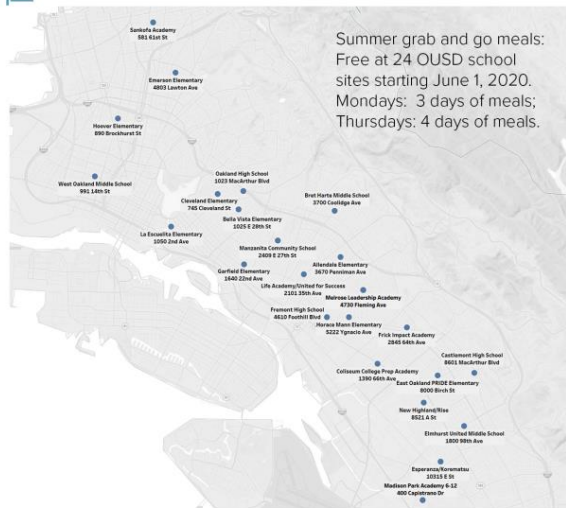 Summer grab and go meals:
Free at 24 OUSD school
sites starting June 1, 2020.
Mondays: 3 days of meals;
Thursdays: 4 days of meals.
Sankofa Academy
581 61st St
Emerson Elementary
4803 Lawton Ave
Hoover Elementary
890 Brockhurst St
West Oakland Middle School
991 14th St
Oakland High School
1023 MacArthur Blvd
Cleveland Elementary
745 Cleveland St
Bret Harte Middle School
3700 Coolidge Ave
Bella Vista Elementary
1025 E 28th St
La Escuelita Elementary
1050 2nd Ave
Manzanita Community School
2409 E 27th St
Garfield Elementary
1640 22nd Ave
Allendale Elementary
3670 Penniman Ave
Life Academy/United for Success
2101 35th Ave
Melrose Leadership Academy
4730 Fleming Ave
Fremont High School
4610 Foothill Blvd
Horace Mann Elementary
5222 Ygnacio Ave
Frick Impact Academy
2845 64th Ave
Castlemont High School
8601 MacArthur Blvd
Coliseum College Prep Academy
1390 66th Ave
East Oakland PRIDE Elementary
8000 Birch St
New Highland/Rise
8521 A St
Elmhurst United Middle School
1800 98th Ave
Esperanza/Korematsu
10315 E St
Madison Park Academy 6-12
400 Capistrano Dr